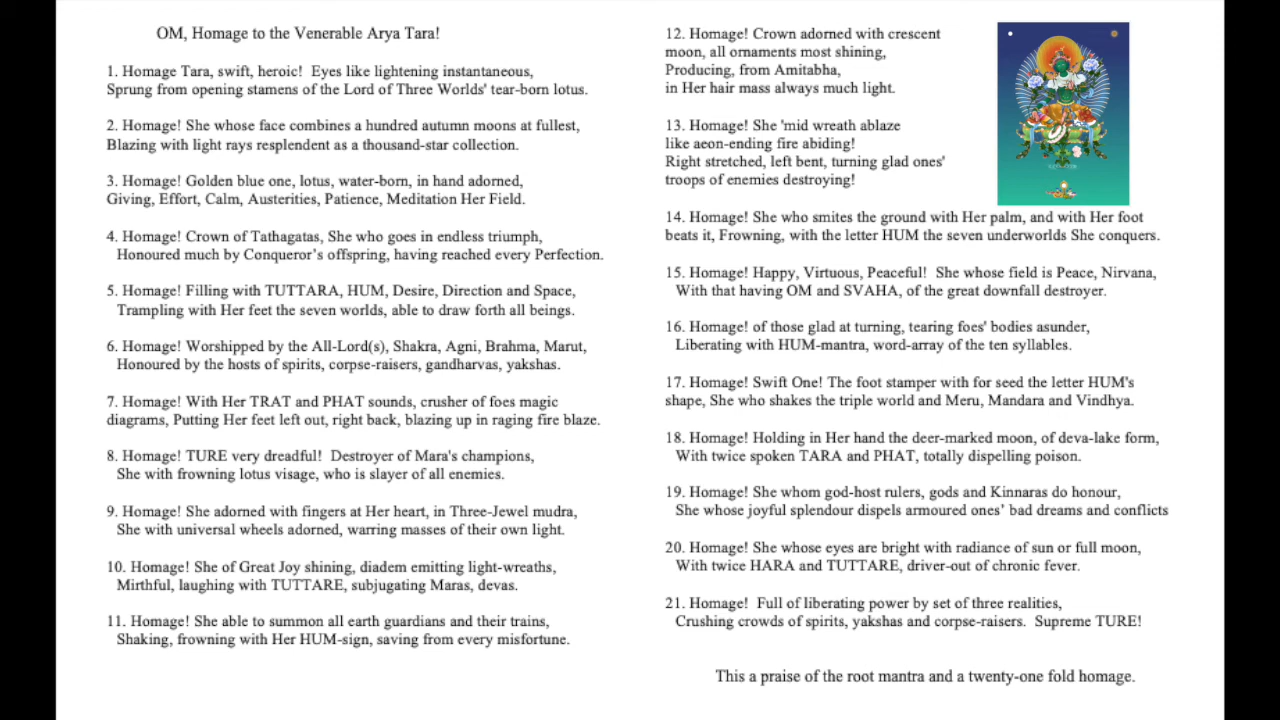 OM, Homage to the Venerable Arya Tara!
1. Homage Tara, swift, heroic!  Eyes like lightening instantaneous,
Sprung from opening stamens of the Lord of Three Worlds' tear-born lotus.
2. Homage! She whose face combines a hundred autumn moons at fullest,
Blazing with light rays resplendent as a thousand-star collection.
3. Homage! Golden blue one, lotus, water-born, in hand adorned,
Giving, Effort, Calm, Austerities, Patience, Meditation Her Field.
4. Homage! Crown of Tathagatas, She who goes in endless triumph,
Honoured much by Conqueror's offspring, having reached every Perfection.
5. Homage! Filling with TUTTARA, HUM, Desire, Direction and Space,
Trampling with Her feet the seven worlds, able to draw forth all beings.
6. Homage! Worshipped by the All-Lord(s), Shakra, Agni, Brahma, Marut,
Honoured by the hosts of spirits, corpse-raisers, gandharvas, yakshas.
7. Homage! With Her TRAT and PHAT sounds, crusher of foes magic
diagrams, Putting Her feet left out, right back, blazing up in raging fire blaze.
8. Homage! TURE very dreadful!  Destroyer of Mara's champions,
She with frowning lotus visage, who is slayer of all enemies.
9. Homage! She adorned with fingers at Her heart, in Three-Jewel mudra,
She with universal wheels adorned, warring masses of their own light.
10. Homage! She of Great Joy shining, diadem emitting light-wreaths,
Mirthful, laughing with TUTTARE, subjugating Maras, devas.
11. Homage! She able to summon all earth guardians and their trains,
Shaking, frowning with Her HUM-sign, saving from every misfortune.
12. Homage! Crown adorned with crescent
moon, all ornaments most shining,
Producing, from Amitabha,
in Her hair mass always much light.
13. Homage! She 'mid wreath ablaze
like aeon-ending fire abiding!
Right stretched, left bent, turning glad ones'
troops of enemies destroying!
14. Homage! She who smites the ground with Her palm, and with Her foot
beats it, Frowning, with the letter HUM the seven underworlds She conquers.
15. Homage! Happy, Virtuous, Peaceful!  She whose field is Peace, Nirvana,
With that having OM and SVAHA, of the great downfall destroyer.
16. Homage! of those glad at turning, tearing foes' bodies asunder,
Liberating with HUM-mantra, word-array of the ten syllables.
17. Homage! Swift One! The foot stamper with for seed the letter HUM's
shape, She who shakes the triple world and Meru, Mandara and Vindhya.
18. Homage! Holding in Her hand the deer-marked moon, of deva-lake form,
With twice spoken TARA and PHAT, totally dispelling poison.
19. Homage! She whom god-host rulers, gods and Kinnaras do honour,
She whose joyful splendour dispels armoured ones' bad dreams and conflicts
20. Homage! She whose eyes are bright with radiance of sun or full moon,
With twice HARA and TUTTARE, driver-out of chronic fever.
21. Homage!  Full of liberating power by set of three realities,
Crushing crowds of spirits, yakshas and corpse-raisers.  Supreme TURE!
This a praise of the root mantra and a twenty-one fold homage.